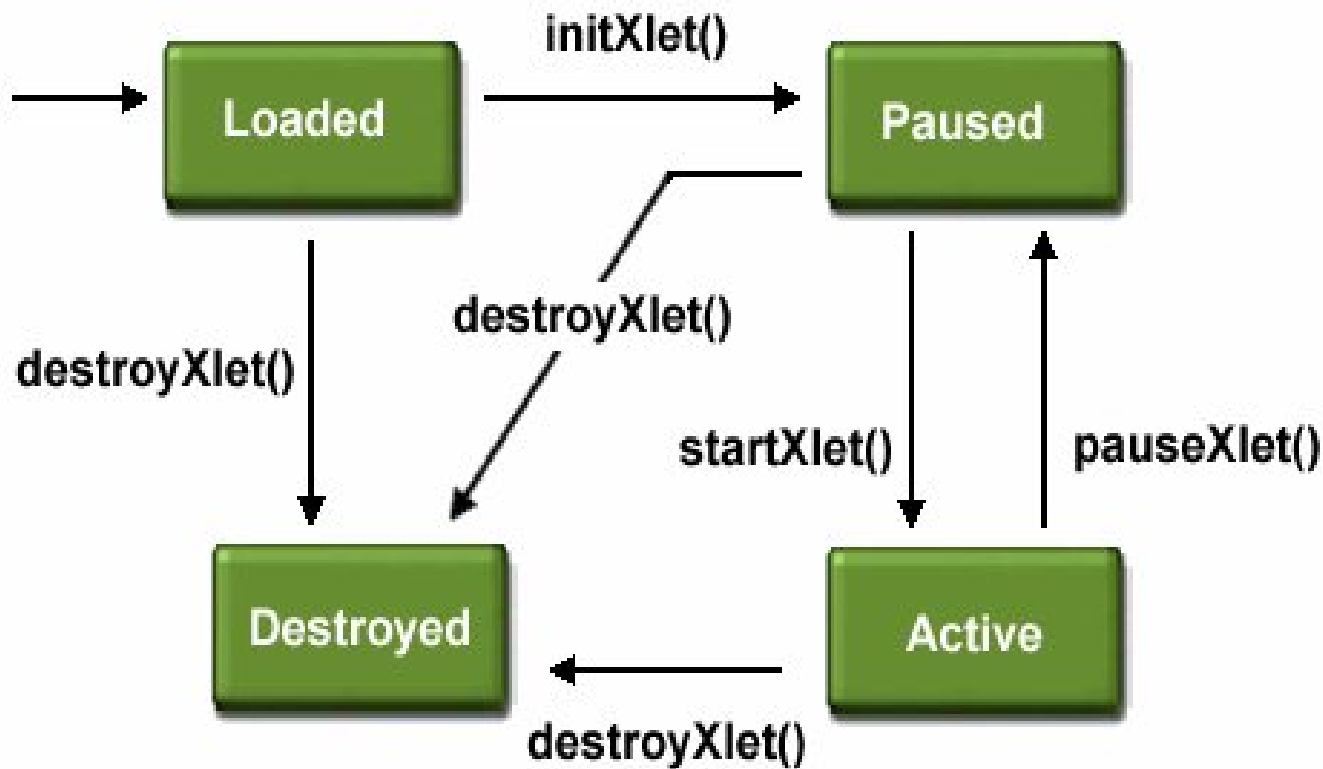 initXlet()
Loaded
Paused
destroyXlet()
destroyXlet()
startXlet()
pauseXlet()
Destroyed
Active
destroyXlet()